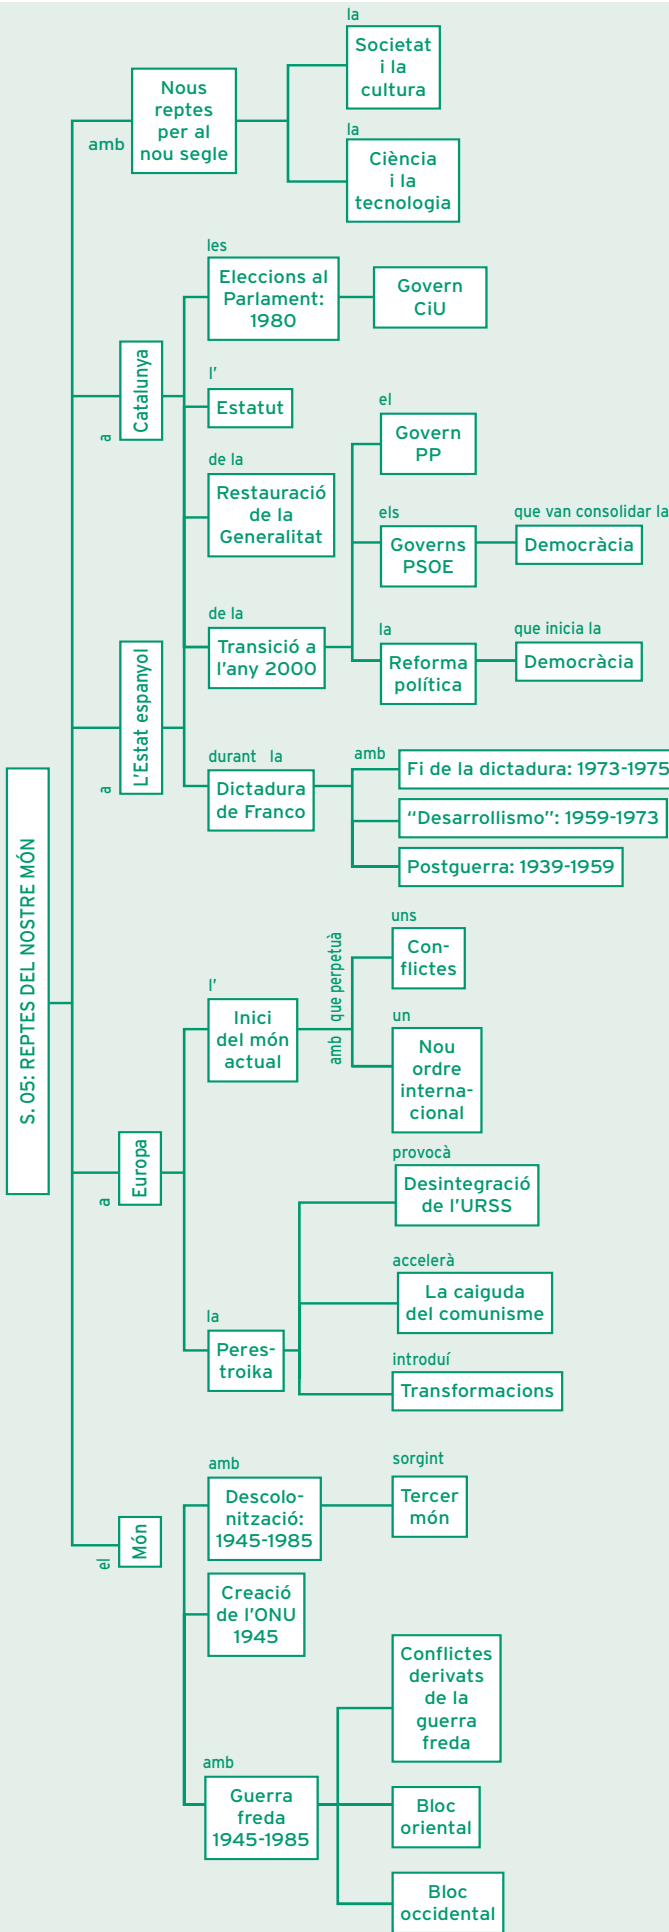 la
Societat
i la
cultura
Nous
reptes
per al
nou segle
amb
la
Ciència
i la
tecnologia
les
Eleccions al
Parlament:
1980
Govern
CiU
a
Catalunya
l'
Estatut
el
Govern
PP
de la
Restauració
de la
Generalitat
els
Governs
PSOE
que van consolidar la
Democràcia
a
L'Estat espanyol
de la
Transició a
l'any 2000
la
Reforma
política
que inicia la
Democràcia
durant la
Dictadura
de Franco
amb
Fi de la dictadura: 1973-1975
“Desarrollismo”: 1959-1973
Postguerra: 1939-1959
S. 05: REPTES DEL NOSTRE MÓN
l'
Inici
del món
actual
amb que perpetuà
uns
Con-
flictes
un
Nou
ordre
interna-
cional
a
Europa
provocà
Desintegració
de l'URSS
accelerà
La caiguda
del comunisme
la
Peres-
troika
introduí
Transformacions
amb
Descolo-
nització:
1945-1985
sorgint
Tercer
món
el
Món
Creació
de l'ONU
1945
Conflictes
derivats
de la
guerra
freda
amb
Guerra
freda
1945-1985
Bloc
oriental
Bloc
occidental